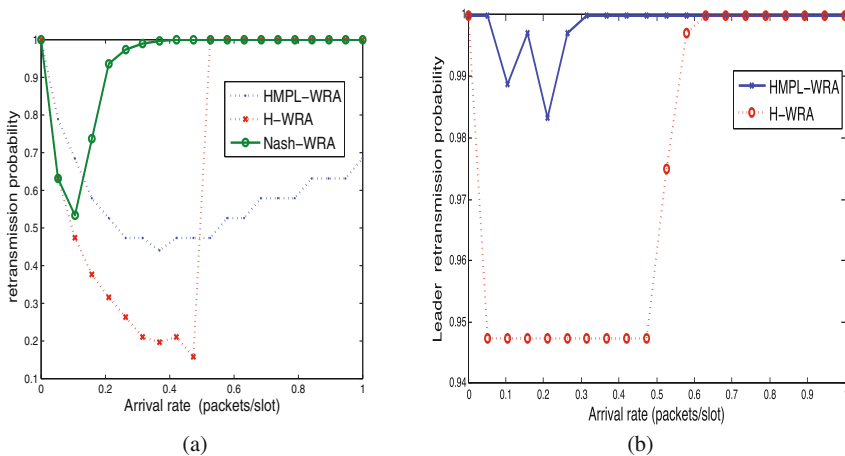 1
0.9
0.8
0.7
0.6
0.5
0.4
0.3
0.2
0.1
retransmission probability
HMPL-WRA
H-WRA
Nash-WRA
0 0.2 0.4 0.6 0.8 1
Arrival rate (packets/slot)
(a)
1
0.99
0.98
0.97
0.96
0.95
0.94
Leader retransmission probability
HMPL-WRA
H-WRA
0 0.1 0.2 0.3 0.4 0.5 0.6 0.7 0.8 0.9
Arrival rate (packets/slot)
(b)